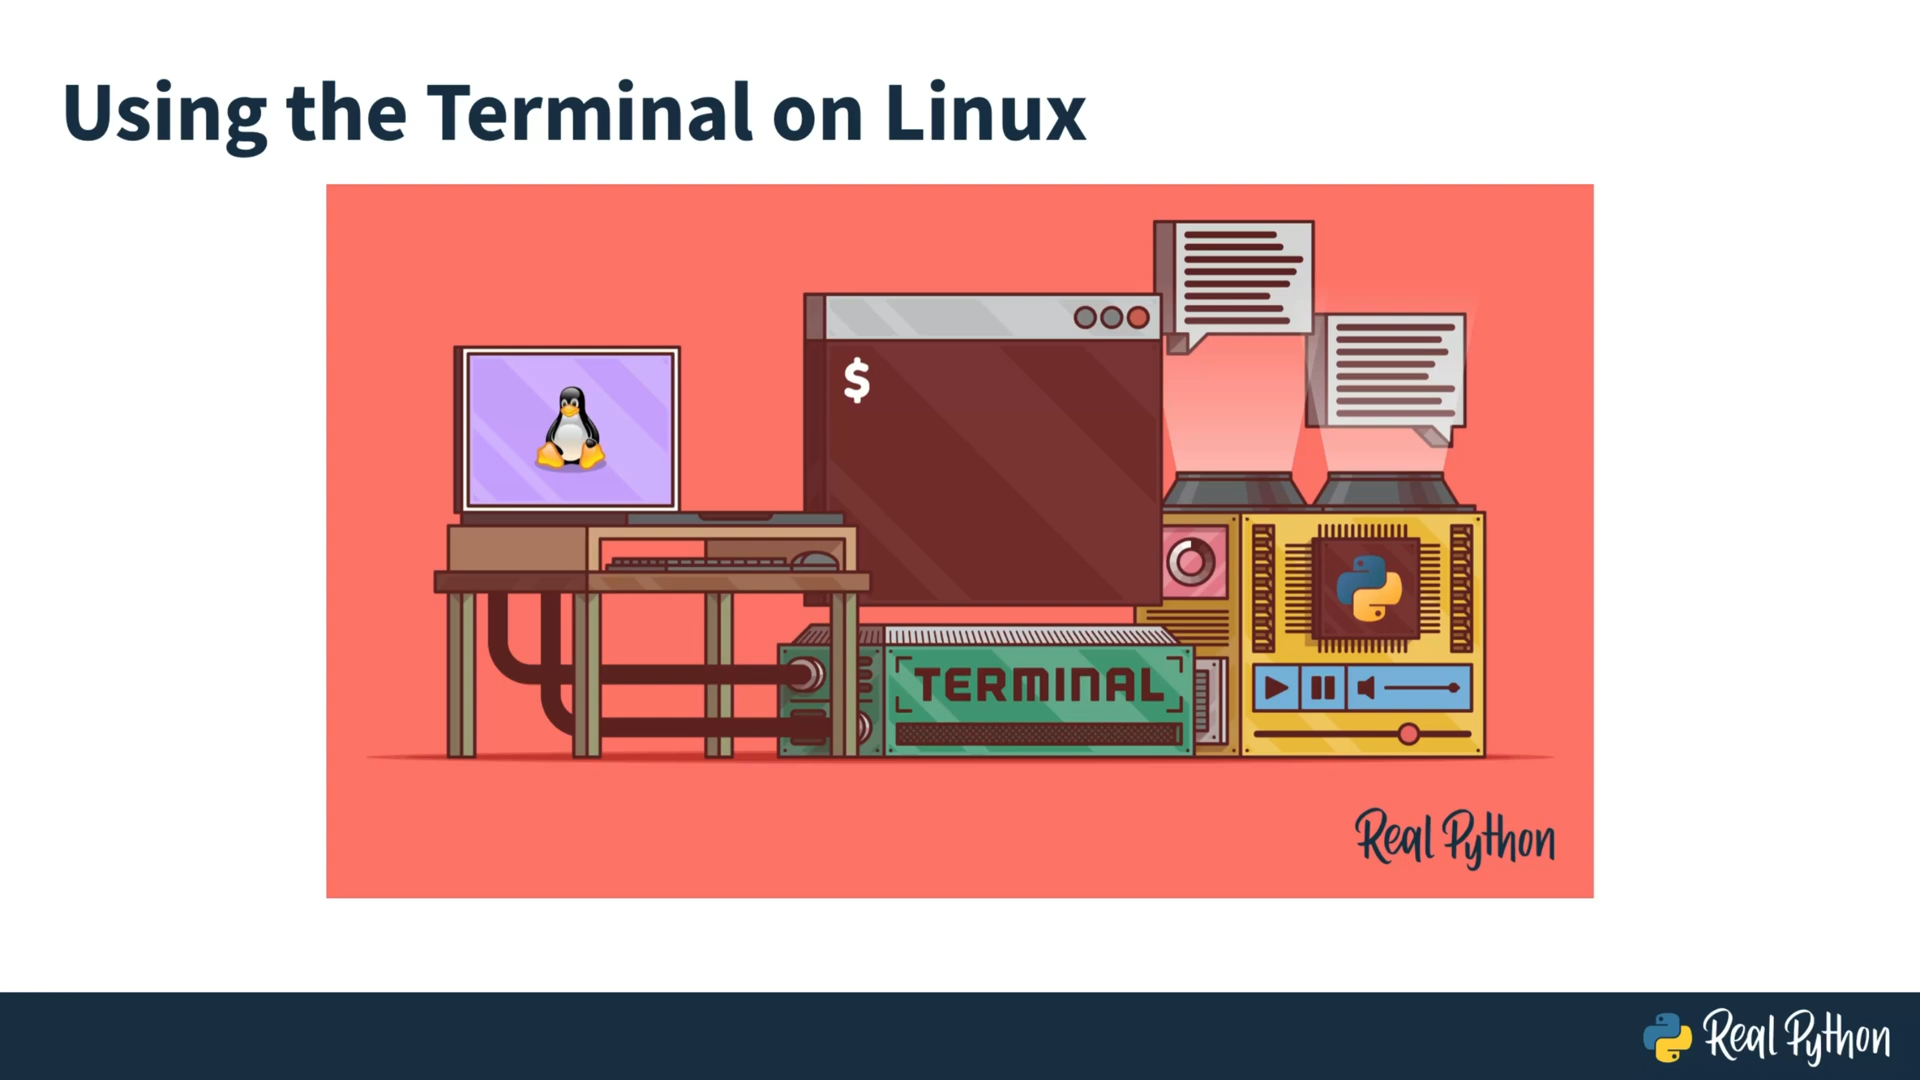 Using the Terminal on Linux
$
TERMINAL
Real Python
Real Python